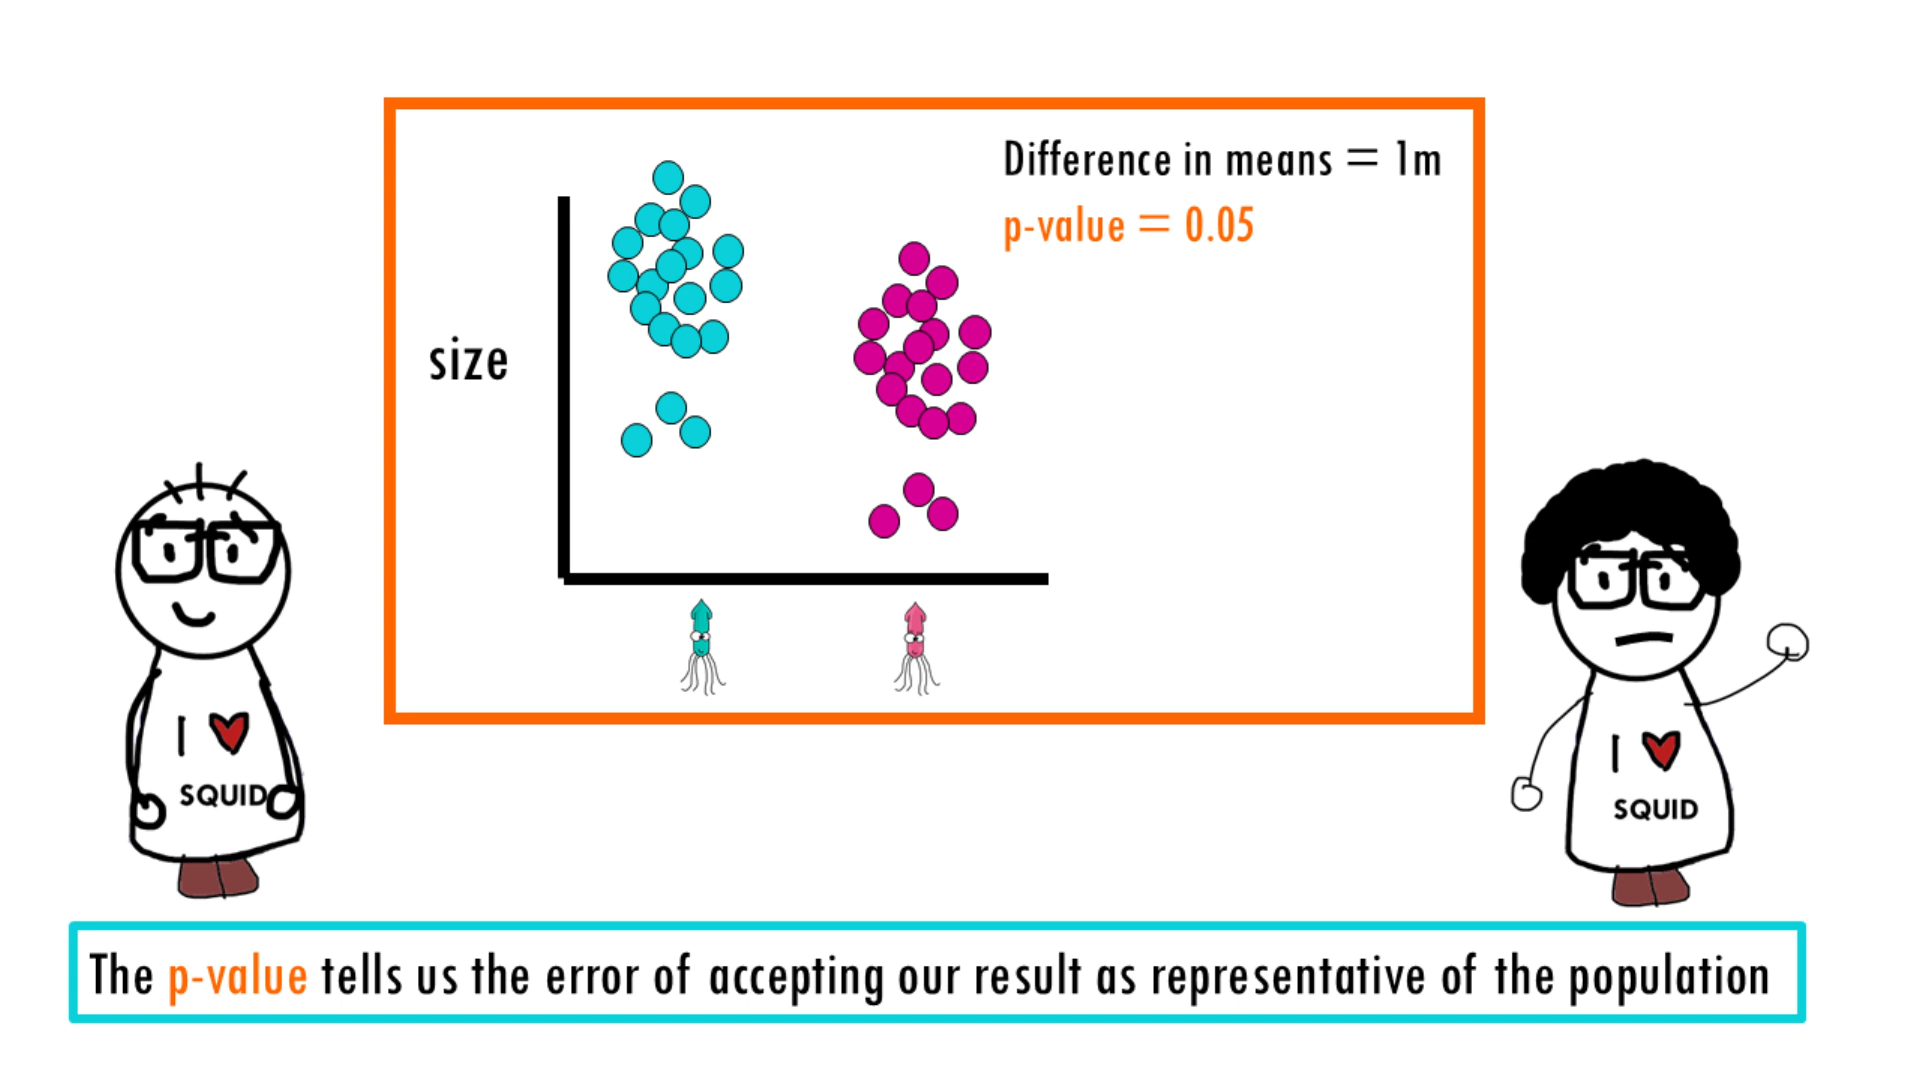 Difference in means = 1m
p-value = 0.05
size
I ♥
SQUID
I ♥
SQUID
The p-value tells us the error of accepting our result as representative of the population